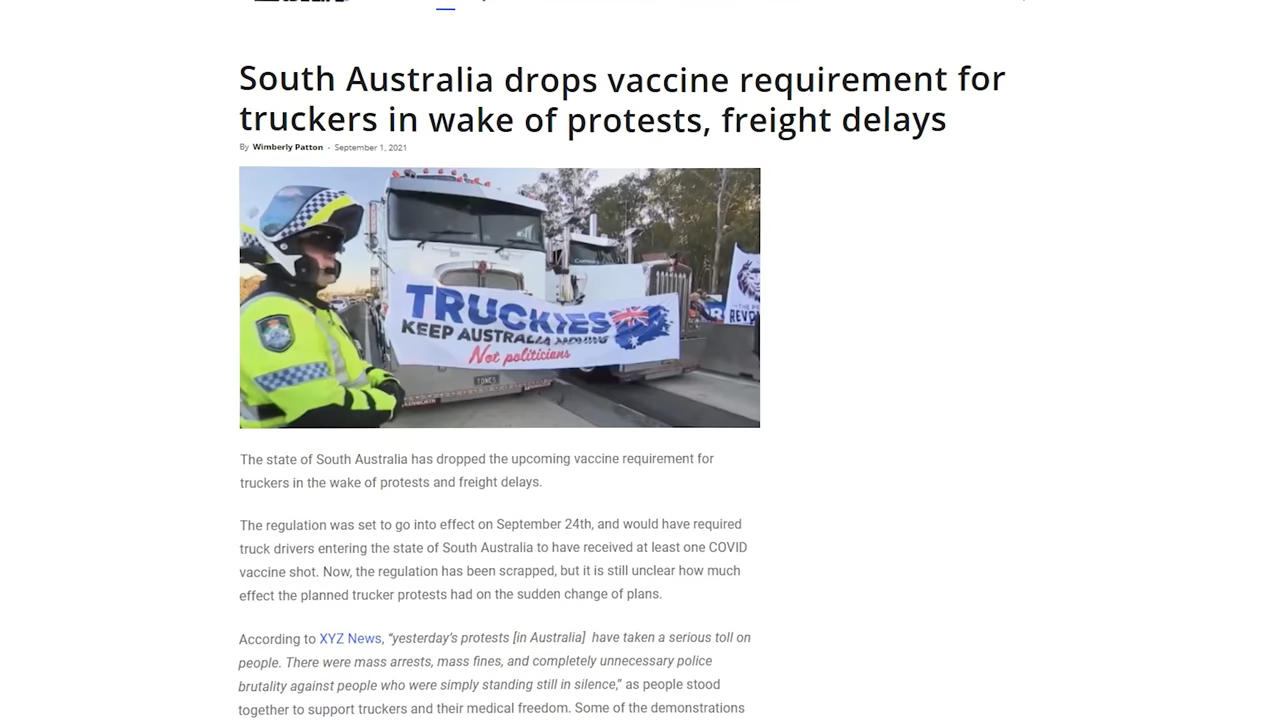 South Australia drops vaccine requirement for
truckers in wake of protests, freight delays
By Wimberly Patton - September 1, 2021
TRUCKIES
KEEP AUSTRALIA MOVING
Not politicians
TONES
KENWORTH
REVO
The state of South Australia has dropped the upcoming vaccine requirement for
truckers in the wake of protests and freight delays.
The regulation was set to go into effect on September 24th, and would have required
truck drivers entering the state of South Australia to have received at least one COVID
vaccine shot. Now, the regulation has been scrapped, but it is still unclear how much
effect the planned trucker protests had on the sudden change of plans.
According to XYZ News, “yesterday’s protests [in Australia]  have taken a serious toll on
people. There were mass arrests, mass fines, and completely unnecessary police
brutality against people who were simply standing still in silence,” as people stood
together to support truckers and their medical freedom. Some of the demonstrations